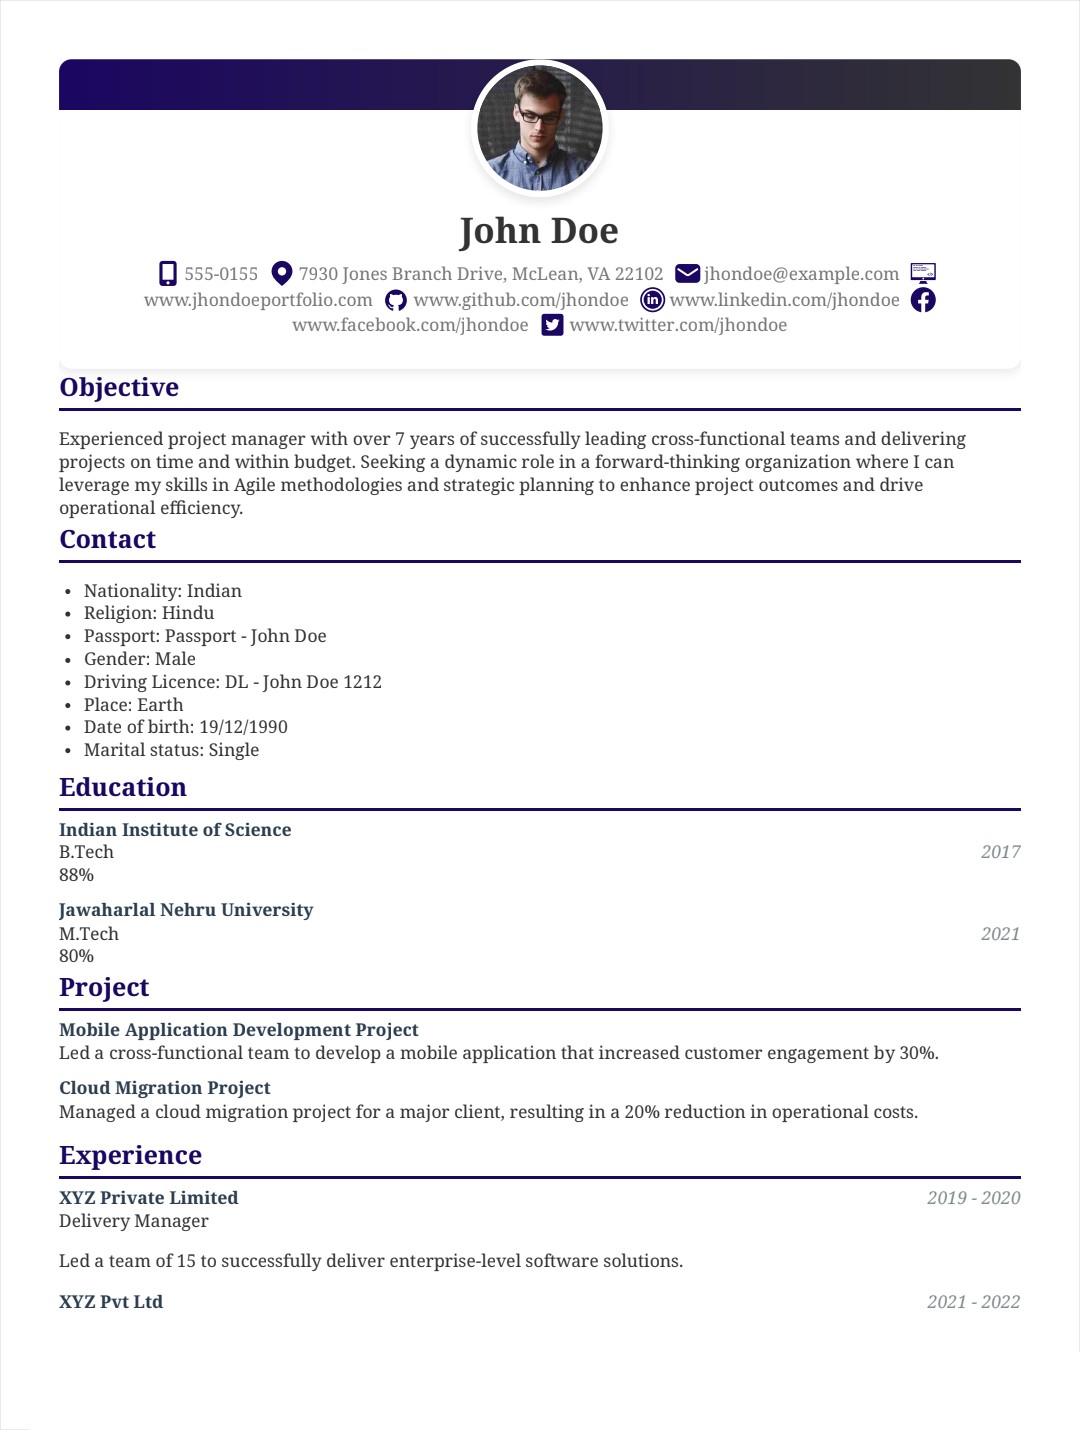 John Doe
555-0155 7930 Jones Branch Drive, McLean, VA 22102 jhondoe@example.com
www.jhondoeportfolio.com www.github.com/jhondoe www.linkedin.com/jhondoe
www.facebook.com/jhondoe www.twitter.com/jhondoe
Objective
Experienced project manager with over 7 years of successfully leading cross-functional teams and delivering
projects on time and within budget. Seeking a dynamic role in a forward-thinking organization where I can
leverage my skills in Agile methodologies and strategic planning to enhance project outcomes and drive
operational efficiency.
Contact
• Nationality: Indian
• Religion: Hindu
• Passport: Passport - John Doe
• Gender: Male
• Driving Licence: DL - John Doe 1212
• Place: Earth
• Date of birth: 19/12/1990
• Marital status: Single
Education
Indian Institute of Science
B.Tech 2017
88%
Jawaharlal Nehru University
M.Tech 2021
80%
Project
Mobile Application Development Project
Led a cross-functional team to develop a mobile application that increased customer engagement by 30%.
Cloud Migration Project
Managed a cloud migration project for a major client, resulting in a 20% reduction in operational costs.
Experience
XYZ Private Limited 2019 - 2020
Delivery Manager
Led a team of 15 to successfully deliver enterprise-level software solutions.
XYZ Pvt Ltd 2021 - 2022